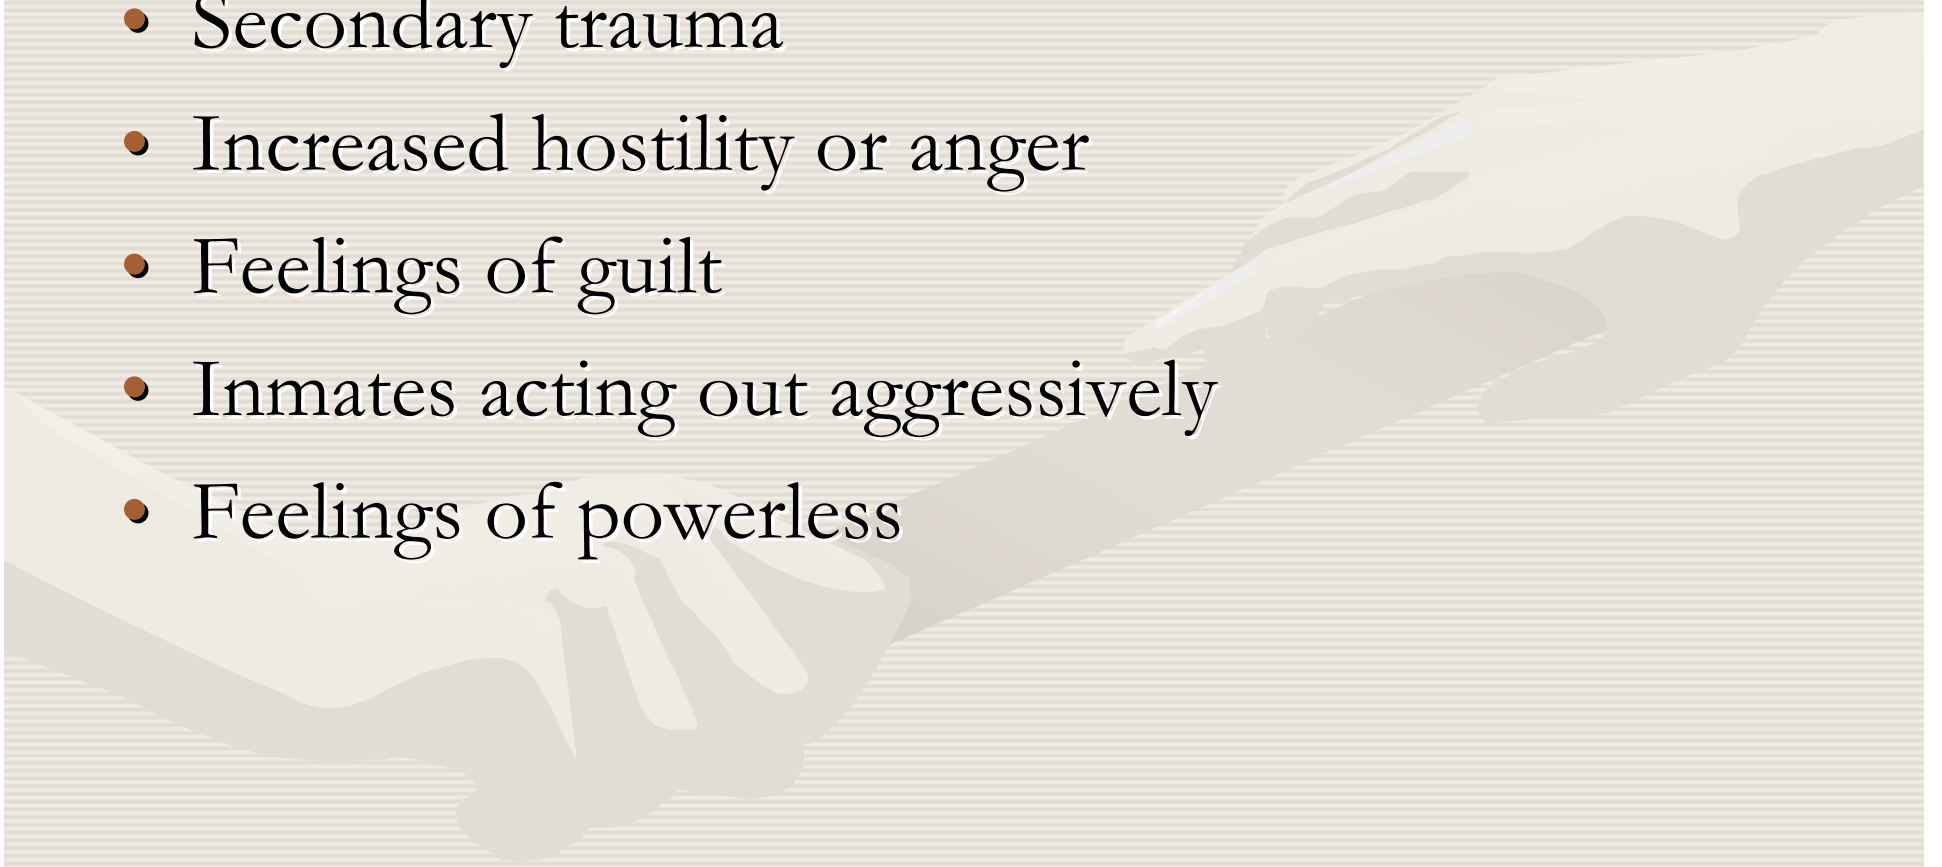 • Secondary trauma
• Increased hostility or anger
• Feelings of guilt
• Inmates acting out aggressively
• Feelings of powerless